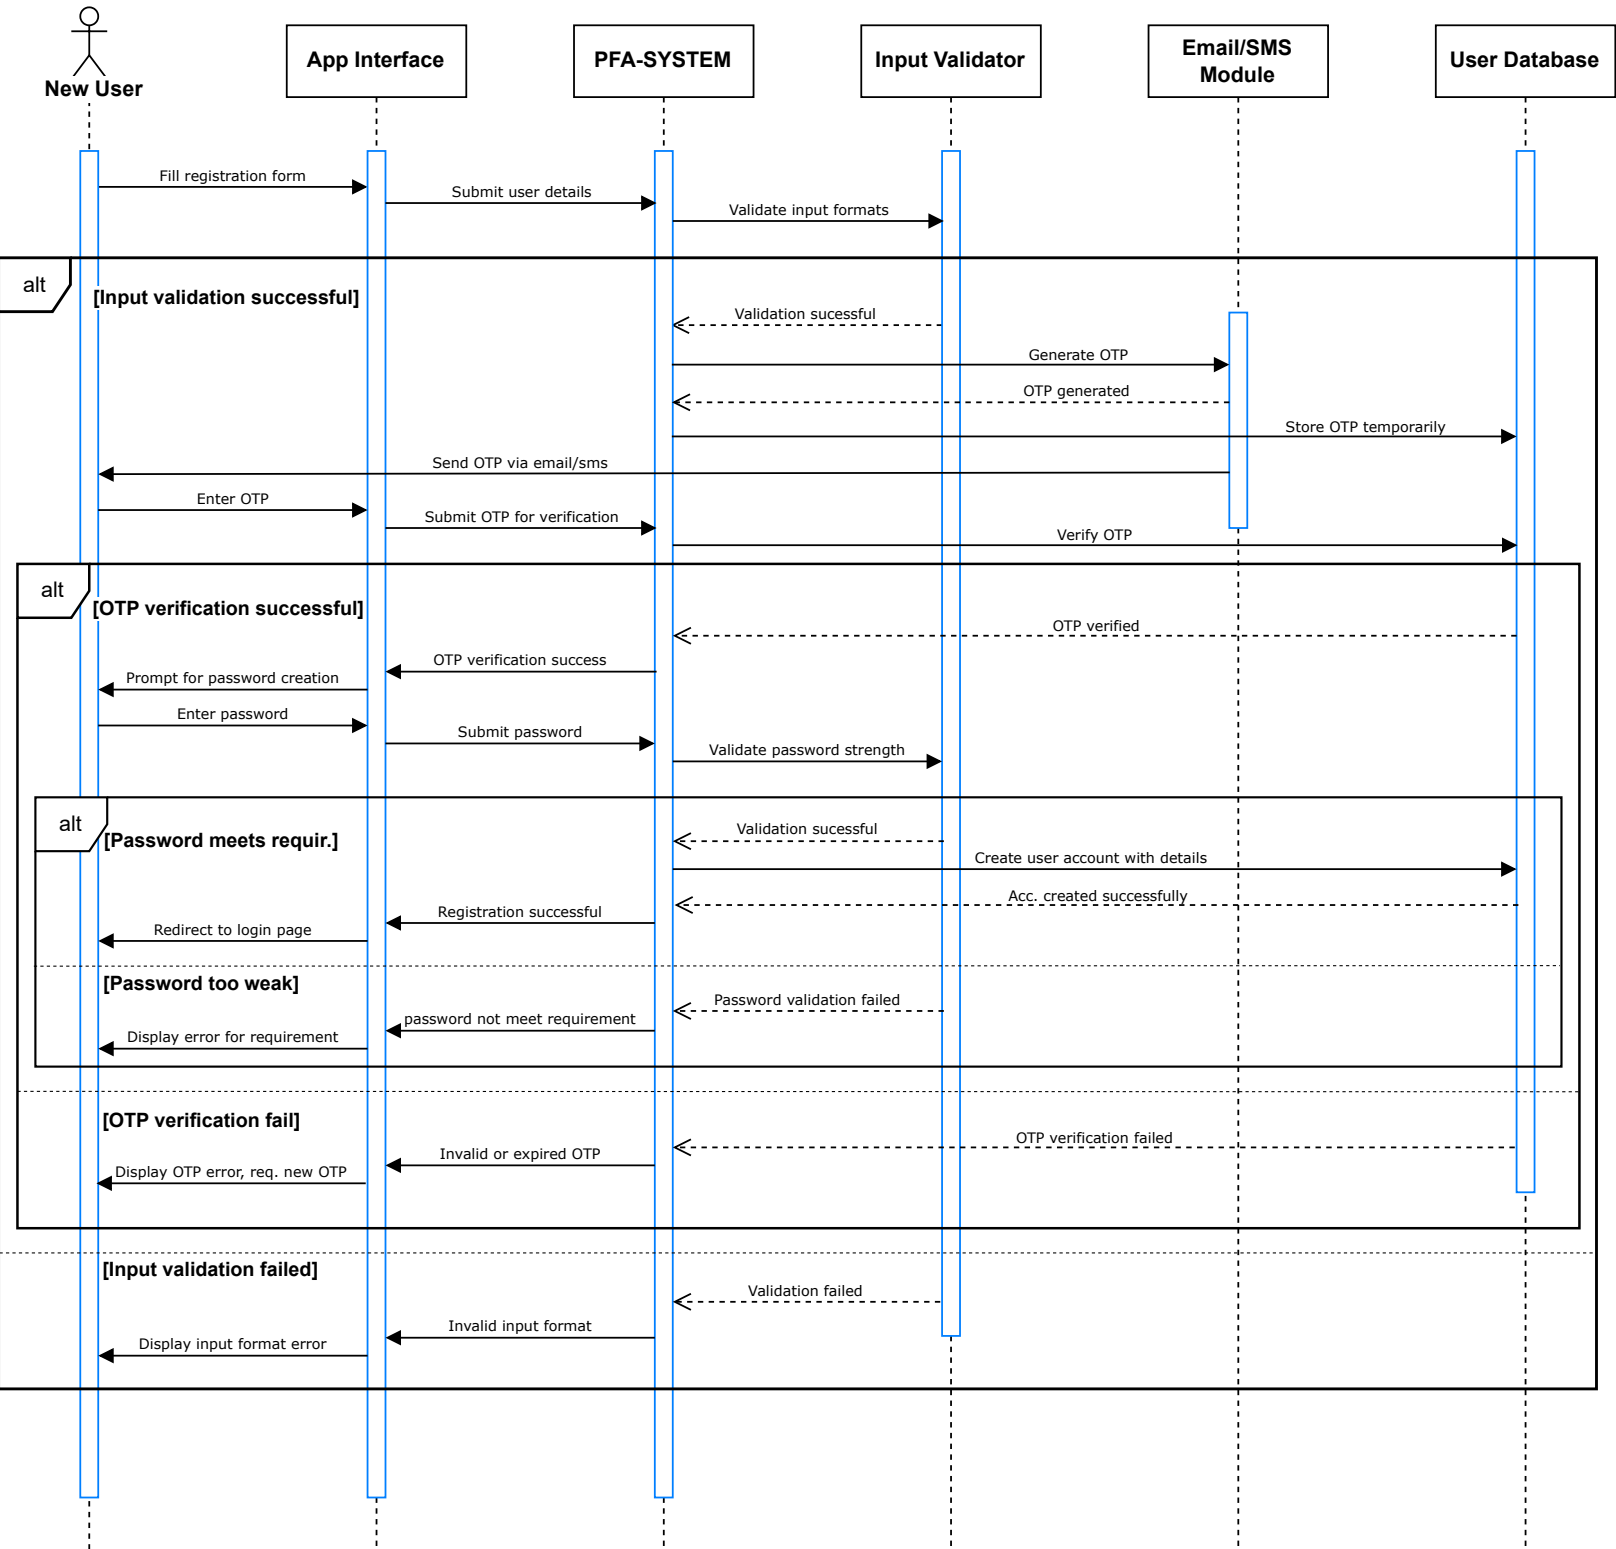 New User
App Interface
PFA-SYSTEM
Input Validator
Email/SMS
Module
User Database
Fill registration form
Submit user details
Validate input formats
alt
[Input validation successful]
Validation sucessful
Generate OTP
OTP generated
Store OTP temporarily
Send OTP via email/sms
Enter OTP
Submit OTP for verification
Verify OTP
alt
[OTP verification successful]
OTP verified
OTP verification success
Prompt for password creation
Enter password
Submit password
Validate password strength
alt
[Password meets requir.]
Validation sucessful
Create user account with details
Acc. created successfully
Registration successful
Redirect to login page
[Password too weak]
Password validation failed
password not meet requirement
Display error for requirement
[OTP verification fail]
OTP verification failed
Invalid or expired OTP
Display OTP error, req. new OTP
[Input validation failed]
Validation failed
Invalid input format
Display input format error